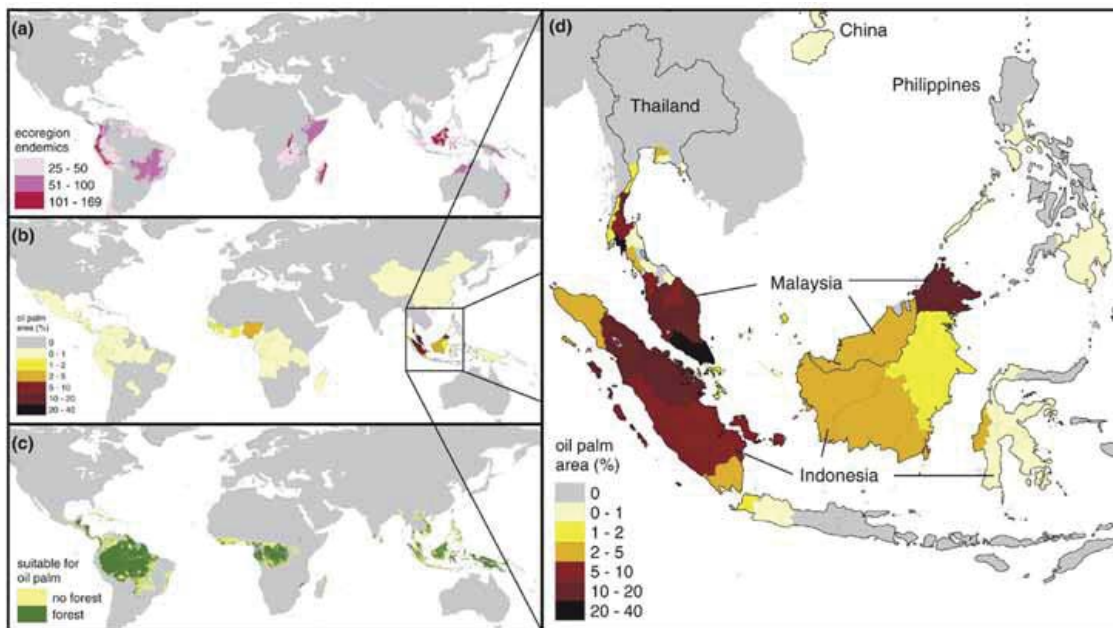 (a)
ecoregion
endemics
25 - 50
51 - 100
101 - 169
(b)
oil palm
area (%)
0
0 - 1
1 - 2
2 - 5
5 - 10
10 - 20
20 - 40
(c)
suitable for
oil palm
no forest
forest
(d)
China
Philippines
Thailand
Malaysia
Indonesia
oil palm
area (%)
0
0 - 1
1 - 2
2 - 5
5 - 10
10 - 20
20 - 40